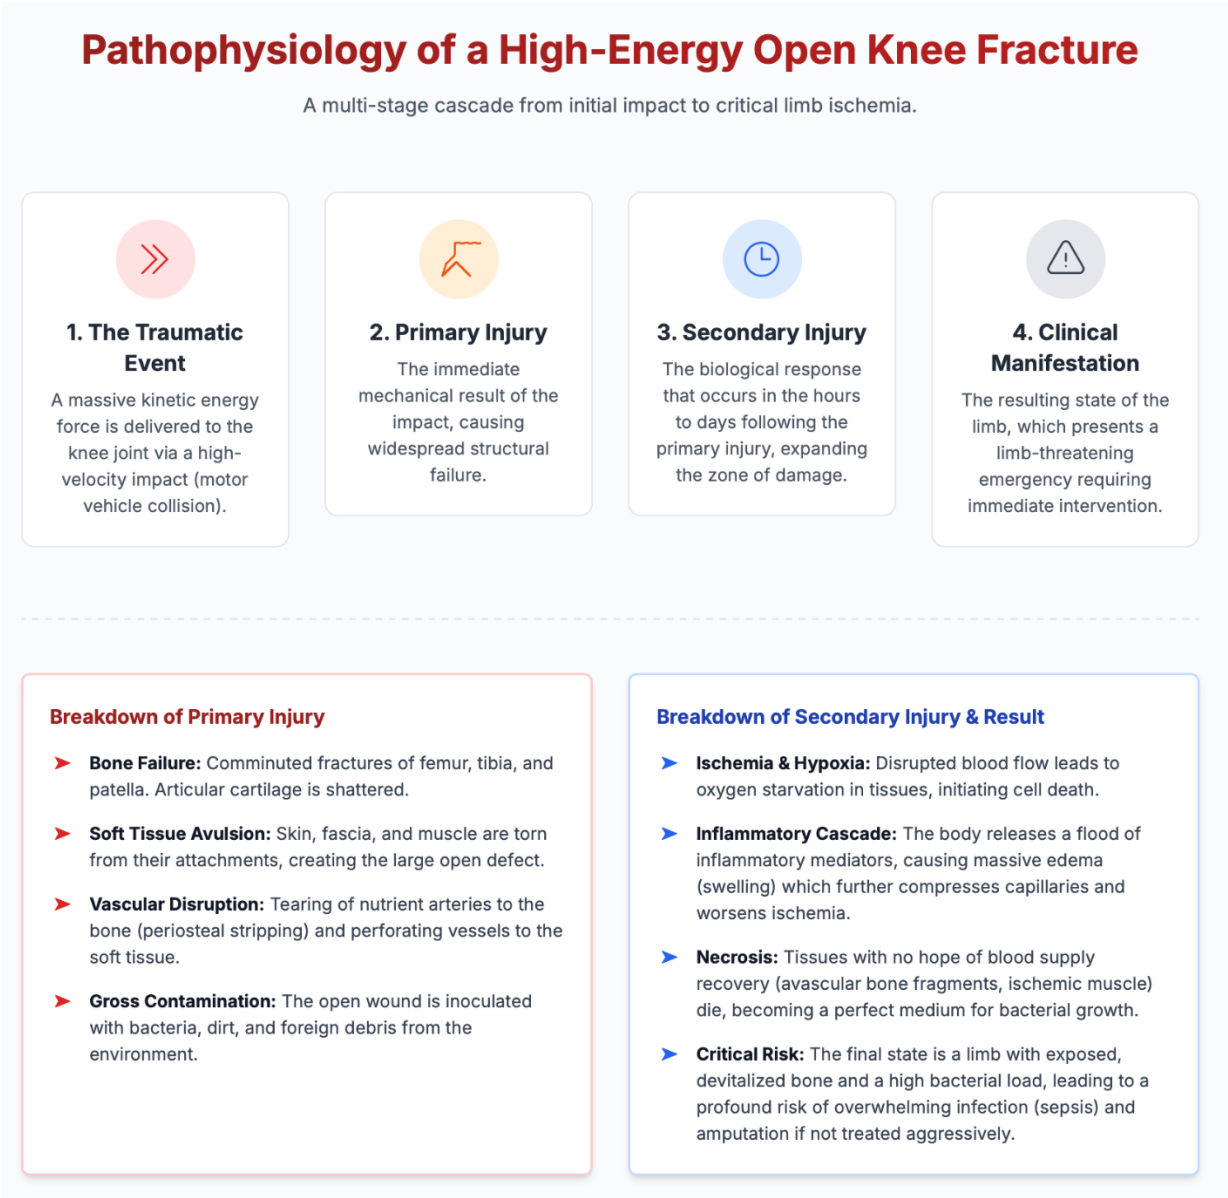 Pathophysiology of a High-Energy Open Knee Fracture
A multi-stage cascade from initial impact to critical limb ischemia.
1. The Traumatic
Event
A massive kinetic energy
force is delivered to the
knee joint via a high-
velocity impact (motor
vehicle collision).
2. Primary Injury
The immediate
mechanical result of the
impact, causing
widespread structural
failure.
3. Secondary Injury
The biological response
that occurs in the hours
to days following the
primary injury, expanding
the zone of damage.
4. Clinical
Manifestation
The resulting state of the
limb, which presents a
limb-threatening
emergency requiring
immediate intervention.
Breakdown of Primary Injury
Bone Failure: Comminuted fractures of femur, tibia, and
patella. Articular cartilage is shattered.
Soft Tissue Avulsion: Skin, fascia, and muscle are torn
from their attachments, creating the large open defect.
Vascular Disruption: Tearing of nutrient arteries to the
bone (periosteal stripping) and perforating vessels to the
soft tissue.
Gross Contamination: The open wound is inoculated
with bacteria, dirt, and foreign debris from the
environment.
Breakdown of Secondary Injury & Result
Ischemia & Hypoxia: Disrupted blood flow leads to
oxygen starvation in tissues, initiating cell death.
Inflammatory Cascade: The body releases a flood of
inflammatory mediators, causing massive edema
(swelling) which further compresses capillaries and
worsens ischemia.
Necrosis: Tissues with no hope of blood supply
recovery (avascular bone fragments, ischemic muscle)
die, becoming a perfect medium for bacterial growth.
Critical Risk: The final state is a limb with exposed,
devitalized bone and a high bacterial load, leading to a
profound risk of overwhelming infection (sepsis) and
amputation if not treated aggressively.